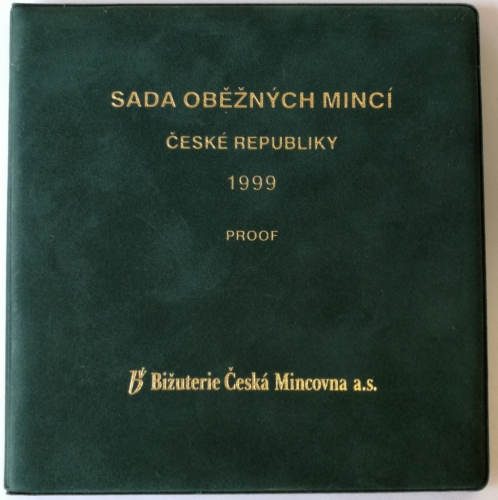 SADA OBĚŽNÝCH MINCÍ
ČESKÉ REPUBLIKY
1999
PROOF
Bižuterie Česká Mincovna a.s.